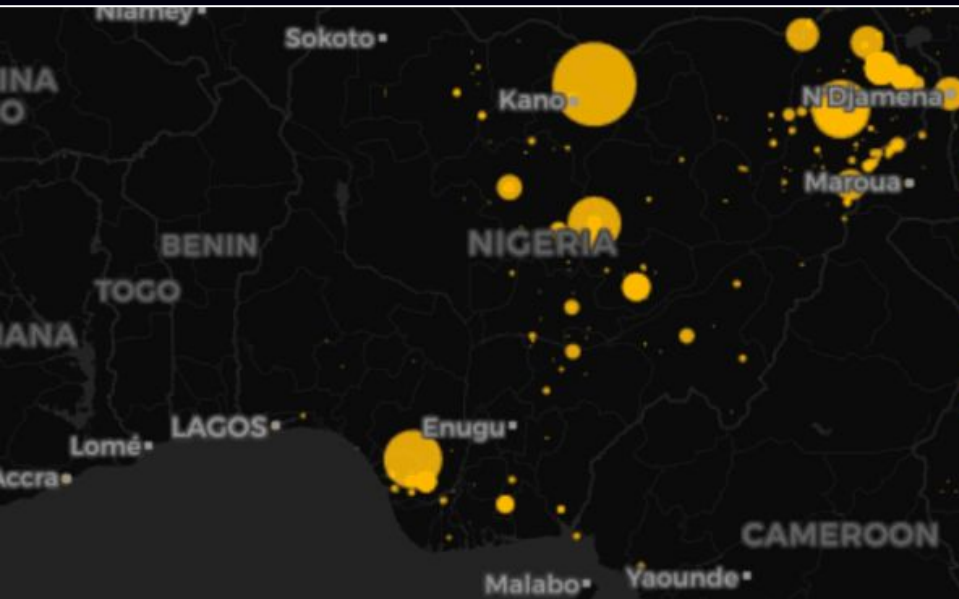 Niamey
Sokoto
INA
O
Kano
N'Djamena
Maroua
BENIN
NIGERIA
TOGO
IANA
LAGOS
Enugu
Lomé
Accra
CAMEROON
Malabo
Yaounde